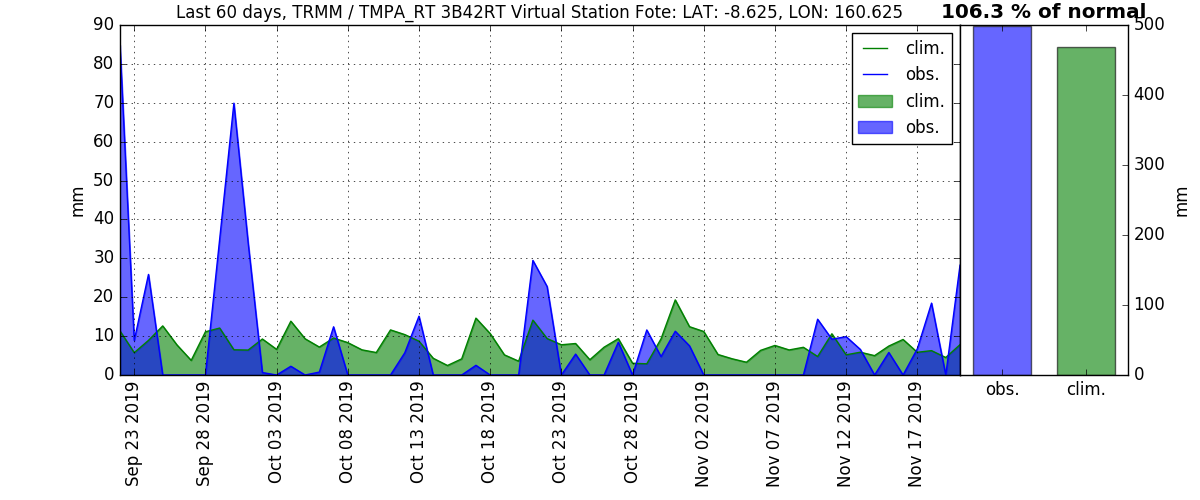 Last 60 days, TRMM / TMPA_RT 3B42RT Virtual Station Fote: LAT: -8.625, LON: 160.625
106.3 % of normal
90
80
70
60
50
40
30
20
10
0
mm
clim.
obs.
clim.
obs.
Sep 23 2019
Sep 28 2019
Oct 03 2019
Oct 08 2019
Oct 13 2019
Oct 18 2019
Oct 23 2019
Oct 28 2019
Nov 02 2019
Nov 07 2019
Nov 12 2019
Nov 17 2019
500
400
300
200
100
0
mm
obs. clim.